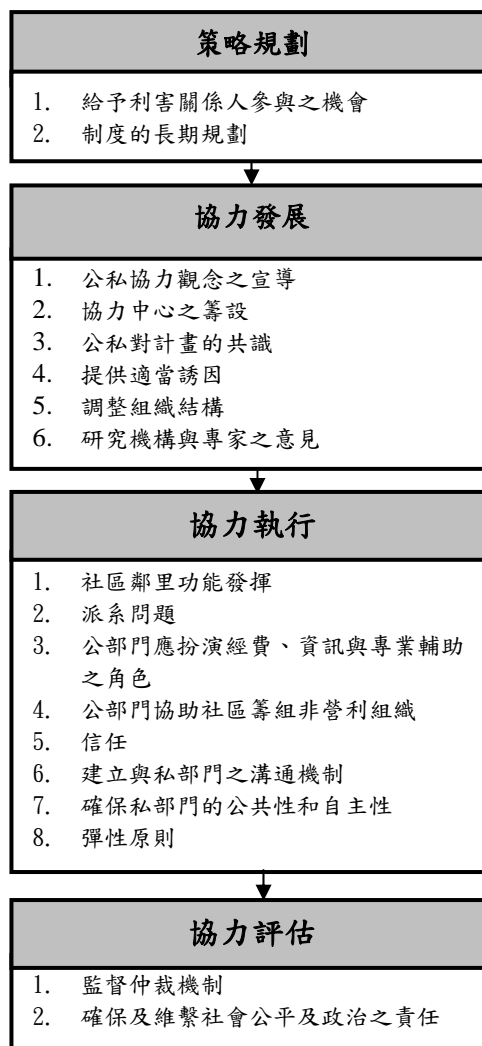 策略規劃
1. 給予利害關係人參與之機會
2. 制度的長期規劃
協力發展
1. 公私協力觀念之宣導
2. 協力中心之籌設
3. 公私對計畫的共識
4. 提供適當誘因
5. 調整組織結構
6. 研究機構與專家之意見
協力執行
1. 社區鄰里功能發揮
2. 派系問題
3. 公部門應扮演經費、資訊與專業輔助
之角色
4. 公部門協助社區籌組非營利組織
5. 信任
6. 建立與私部門之溝通機制
7. 確保私部門的公共性和自主性
8. 彈性原則
協力評估
1. 監督仲裁機制
2. 確保及維繫社會公平及政治之責任